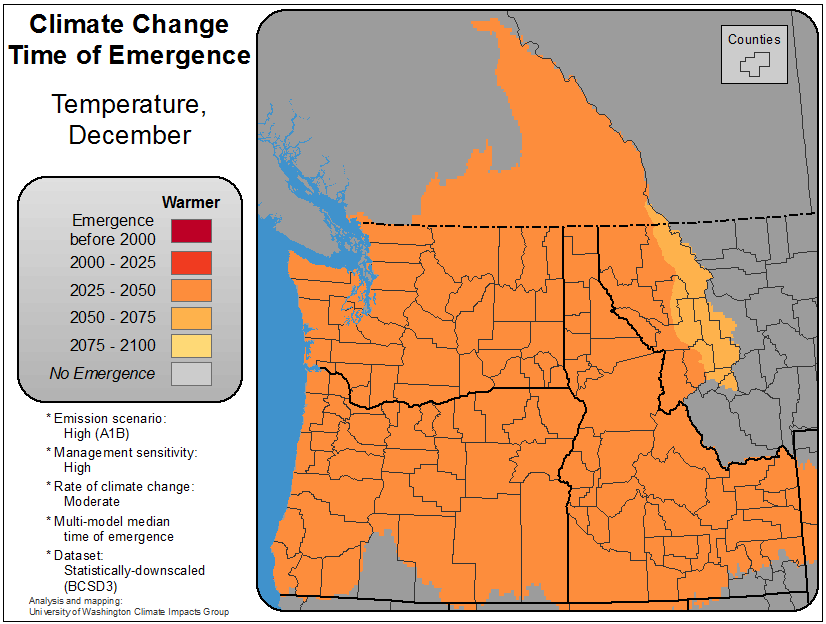 Climate Change
Time of Emergence
Temperature,
December
Warmer
Emergence
before 2000
2000 - 2025
2025 - 2050
2050 - 2075
2075 - 2100
No Emergence
* Emission scenario:
High (A1B)
* Management sensitivity:
High
* Rate of climate change:
Moderate
* Multi-model median
time of emergence
* Dataset:
Statistically-downscaled
(BCSD3)
Analysis and mapping:
University of Washington Climate Impacts Group
Counties